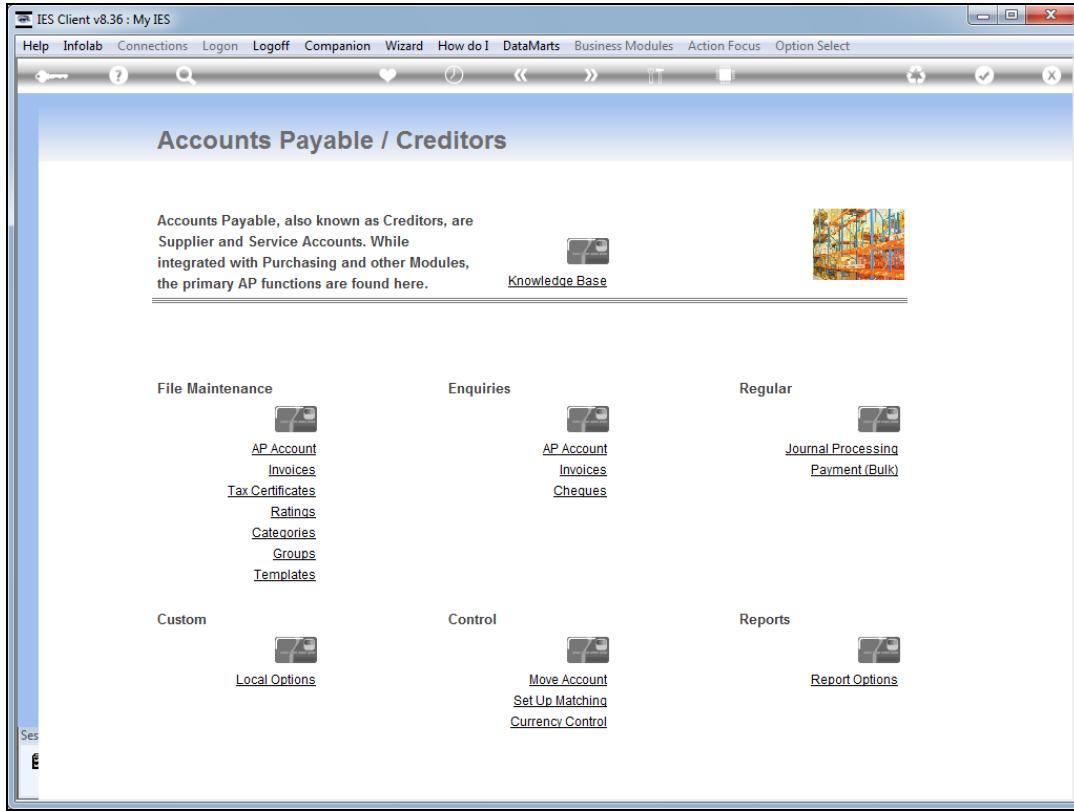 IES Client v8.36 : My IES
Help Infolab Connections Logon Logoff Companion Wizard How do I DataMarts Business Modules Action Focus Option Select
Accounts Payable / Creditors
Accounts Payable, also known as Creditors, are
Supplier and Service Accounts. While
integrated with Purchasing and other Modules,
the primary AP functions are found here.
Knowledge Base
File Maintenance
AP Account
Invoices
Tax Certificates
Ratings
Categories
Groups
Templates
Enquiries
AP Account
Invoices
Cheques
Regular
Journal Processing
Payment (Bulk)
Custom
Local Options
Control
Move Account
Set Up Matching
Currency Control
Reports
Report Options
Ses